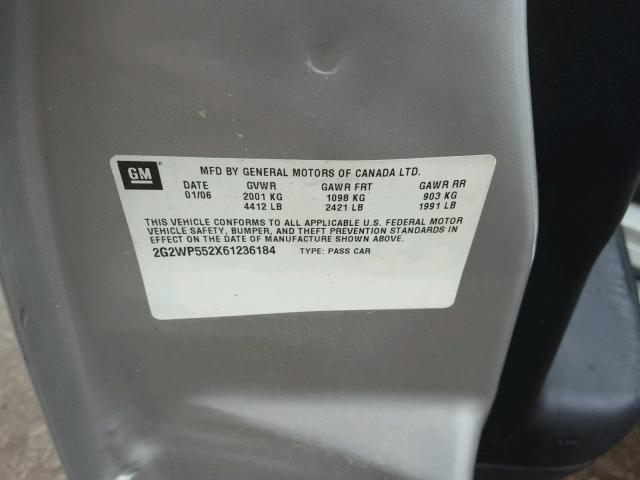 GM MFD BY GENERAL MOTORS OF CANADA LTD.
DATE GVWR GAWR FRT GAWR RR
01/06 2001 KG 1098 KG 903 KG
4412 LB 2421 LB 1991 LB
THIS VEHICLE CONFORMS TO ALL APPLICABLE U.S. FEDERAL MOTOR
VEHICLE SAFETY, BUMPER, AND THEFT PREVENTION STANDARDS IN
EFFECT ON THE DATE OF MANUFACTURE SHOWN ABOVE.
2G2WP552X61236184 TYPE: PASS CAR